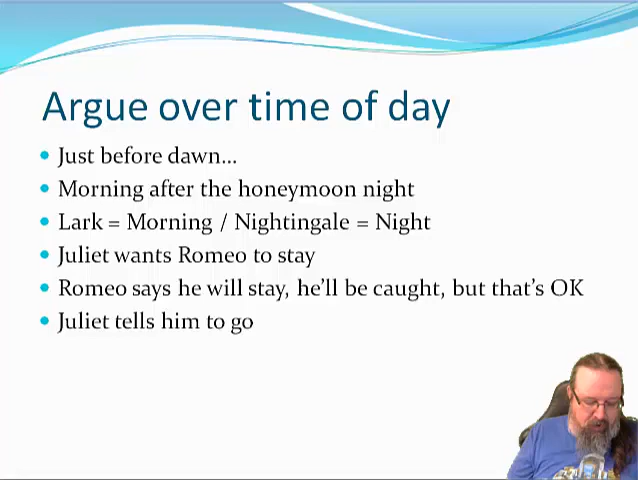 Argue over time of day
Just before dawn...
Morning after the honeymoon night
Lark = Morning / Nightingale = Night
Juliet wants Romeo to stay
Romeo says he will stay, he'll be caught, but that's OK
Juliet tells him to go